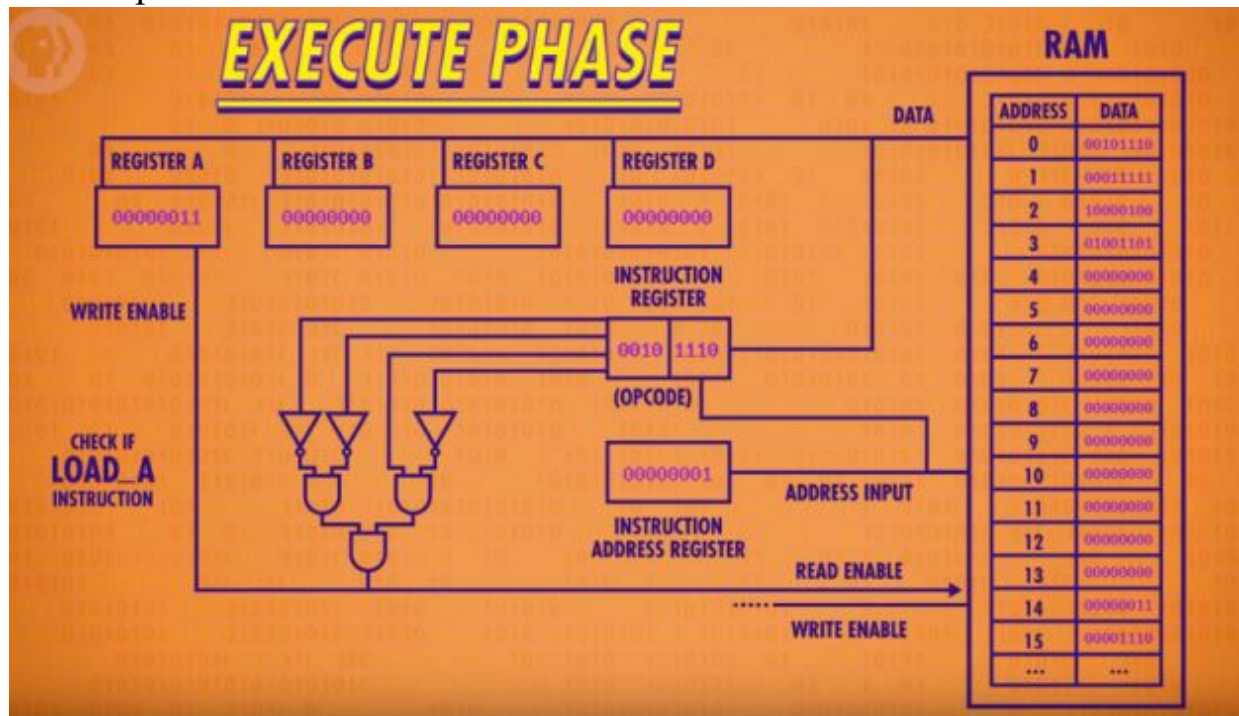 EXECUTE PHASE
RAM
DATA
ADDRESS DATA
REGISTER A REGISTER B REGISTER C REGISTER D
00000011 00000000 00000000 00000000
WRITE ENABLE
INSTRUCTION
REGISTER
0010 1110
(OPCODE)
CHECK IF
LOAD_A
INSTRUCTION
00000001
INSTRUCTION
ADDRESS REGISTER
ADDRESS INPUT
READ ENABLE
WRITE ENABLE
0 00101110
1 00011111
2 10000100
3 01001101
4 00000000
5 00000000
6 00000000
7 00000000
8 00000000
9 00000000
10 00000000
11 00000000
12 00000000
13 00000000
14 00000011
15 00001110
... ...